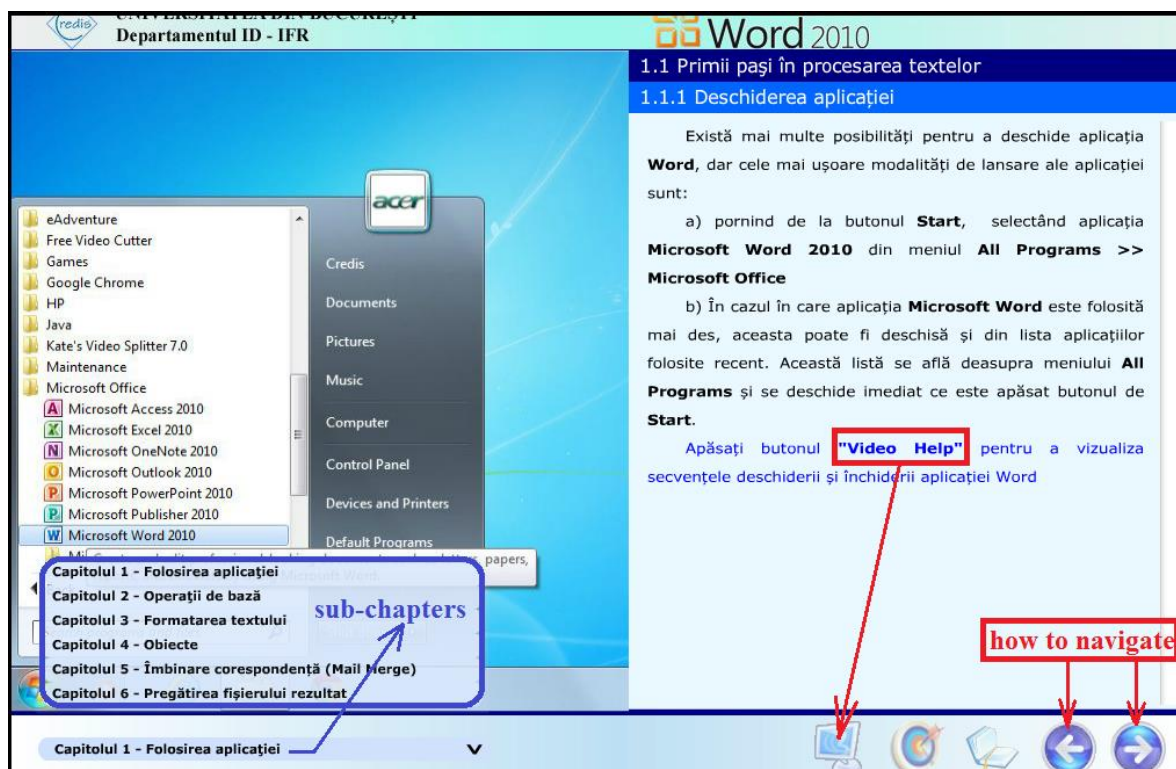 credis
UNIVERSITATEA DIN BUCUREȘTI
Departamentul ID - IFR
Word 2010
acer
eAdventure
Free Video Cutter
Games
Google Chrome
HP
Java
Kate's Video Splitter 7.0
Maintenance
Microsoft Office
Microsoft Access 2010
Microsoft Excel 2010
Microsoft OneNote 2010
Microsoft Outlook 2010
Microsoft PowerPoint 2010
Microsoft Publisher 2010
Microsoft Word 2010
Credis
Documents
Pictures
Music
Computer
Control Panel
Devices and Printers
Default Programs
papers,
Capitolul 1 - Folosirea aplicației
Capitolul 2 - Operații de bază
Capitolul 3 - Formatarea textului
Capitolul 4 - Obiecte
Capitolul 5 - Îmbinare corespondență (Mail Merge)
Capitolul 6 - Pregătirea fișierului rezultat
sub-chapters
Capitolul 1 - Folosirea aplicației
1.1 Primii pași în procesarea textelor
1.1.1 Deschiderea aplicației
Există mai multe posibilități pentru a deschide aplicația
Word, dar cele mai ușoare modalități de lansare ale aplicației
sunt:
a) pornind de la butonul Start, selectând aplicația
Microsoft Word 2010 din meniul All Programs >>
Microsoft Office
b) În cazul în care aplicația Microsoft Word este folosită
mai des, aceasta poate fi deschisă și din lista aplicațiilor
folosite recent. Această listă se află deasupra meniului All
Programs și se deschide imediat ce este apăsat butonul de
Start.
Apăsați butonul "Video Help" pentru a vizualiza
secvențele deschiderii și închiderii aplicației Word
how to navigate